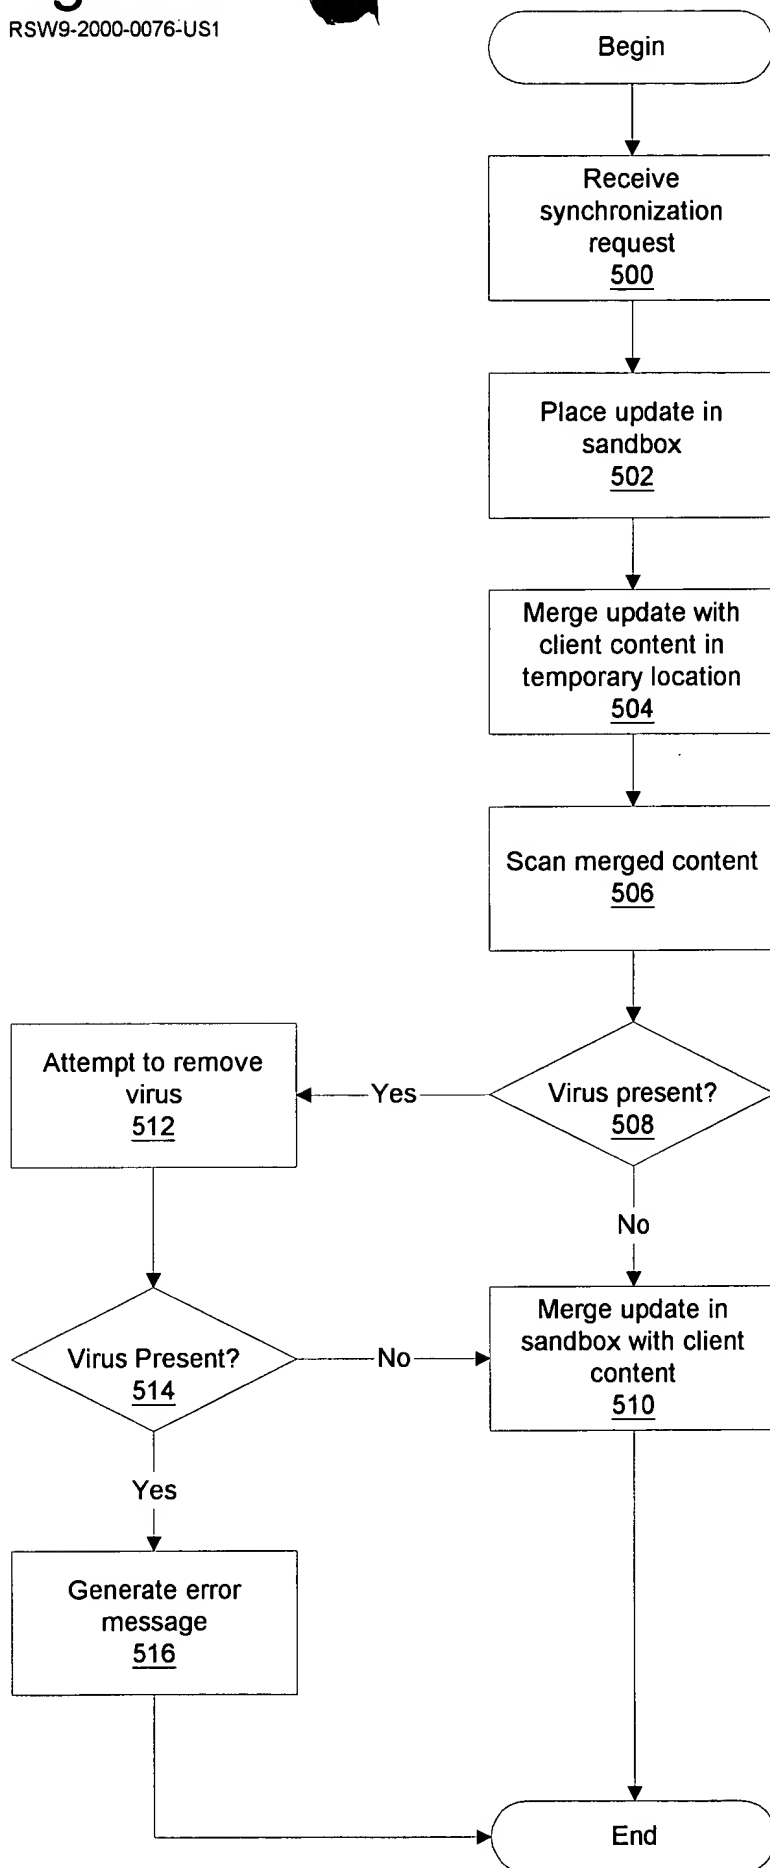 RSW9-2000-0076-US1
Begin
Receive
synchronization
request
500
Place update in
sandbox
502
Merge update with
client content in
temporary location
504
Scan merged content
506
Virus present?
508
Yes
No
Attempt to remove
virus
512
Virus Present?
514
No
Merge update in
sandbox with client
content
510
Yes
Generate error
message
516
End